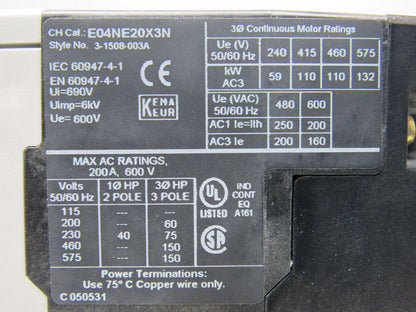 CH Cat.: E04NE20X3N
Style No. 3-1508-003A
IEC 60947-4-1
EN 60947-4-1
Ui=690V
Uimp=6kV
Ue= 600V
CE
KEMA
KEUR
3Ø Continuous Motor Ratings
Ue (V) 50/60 Hz 240 415 460 575
kW AC3 59 110 110 132
Ue (VAC) 50/60 Hz 480 600
AC1 Ie=Ith 250 200
AC3 Ie 200 160
MAX AC RATINGS,
200A, 600 V
Volts 1Ø HP 3Ø HP
50/60 Hz 2 POLE 3 POLE
115 --- ---
200 --- 60
230 40 75
460 --- 150
575 --- 150
UL
LISTED
IND
CONT
EQ
A161
SA
Power Terminations:
Use 75° C Copper wire only.
C 050531